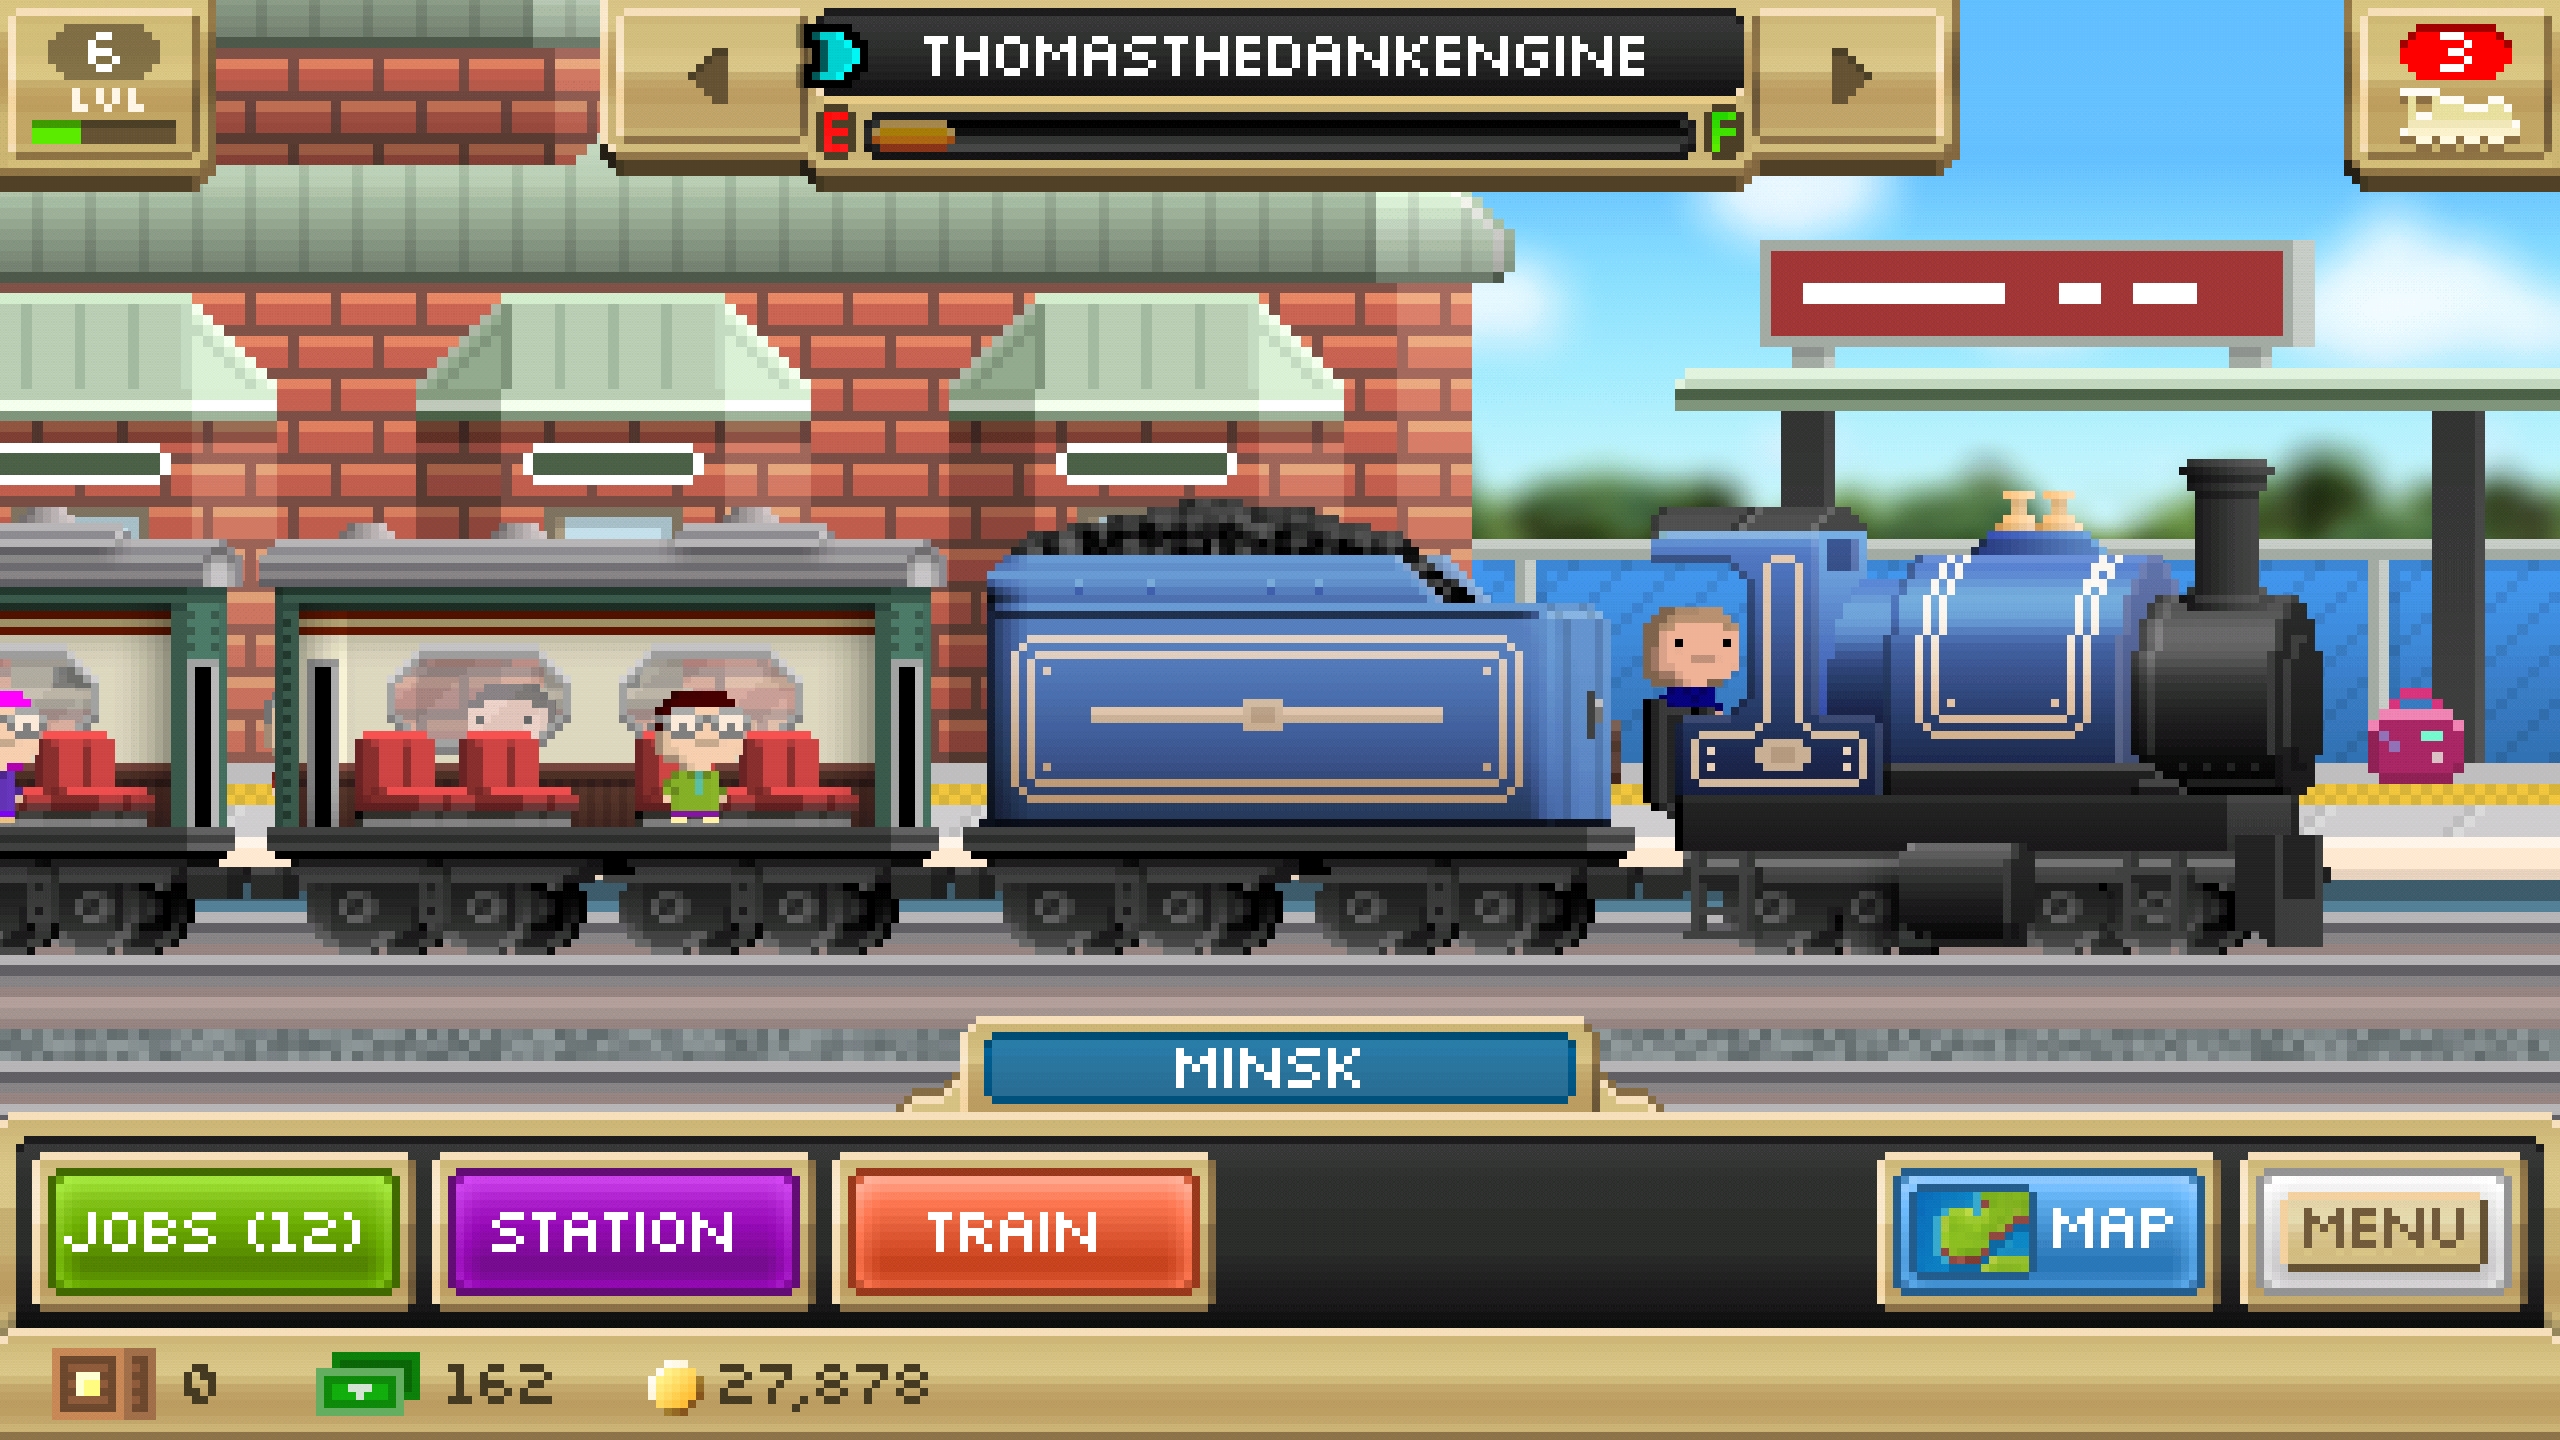 6
LVL
THOMASTHEDANKENGINE
E F
3
MINSK
JOBS (12)
STATION
TRAIN
MAP
MENU
0
162
27,878